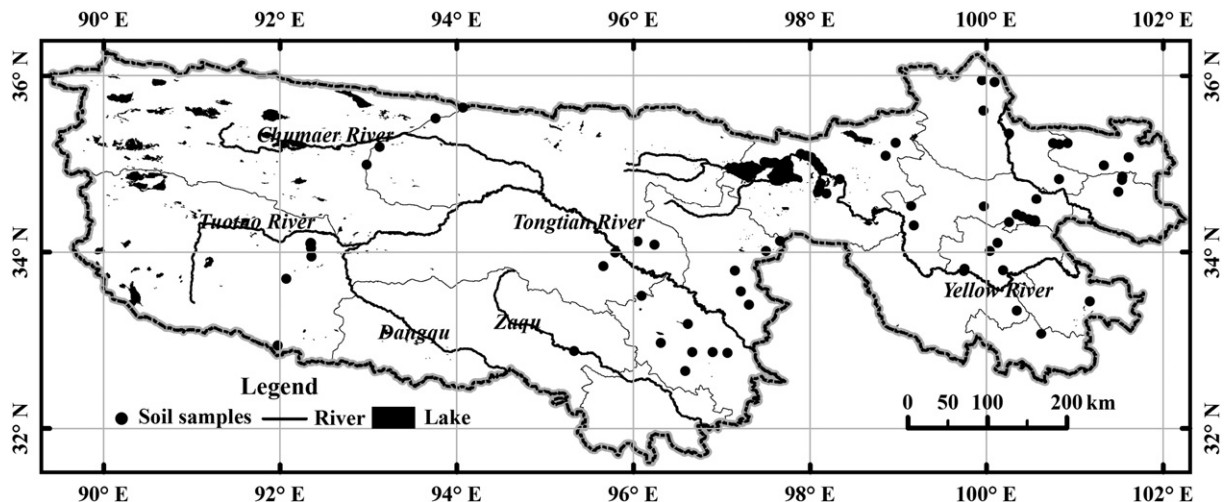 90° E 92° E 94° E 96° E 98° E 100° E 102° E
36° N 36° N
Chumaer River
Tuotuo River Tongtian River
34° N 34° N
Yellow River
Dangqu Zaqu
Legend
Soil samples River Lake
0 50 100 200 km
32° N 32° N
90° E 92° E 94° E 96° E 98° E 100° E 102° E